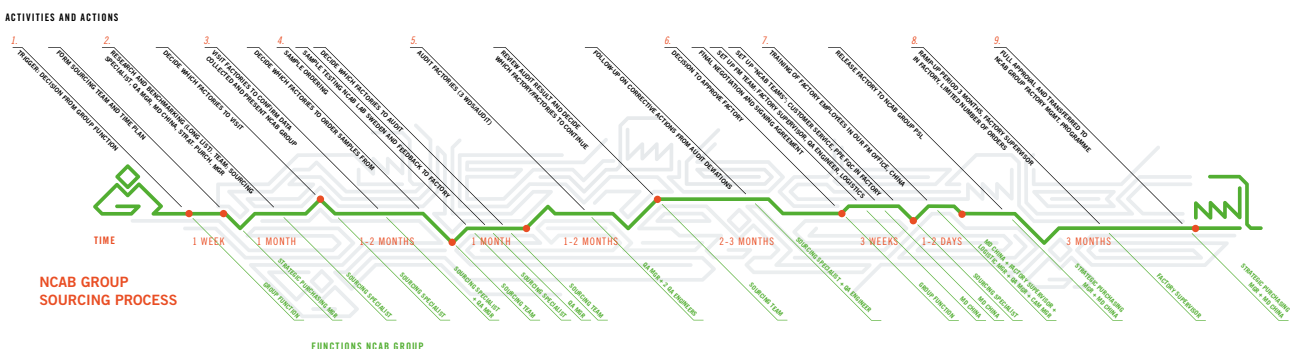 ACTIVITIES AND ACTIONS
1.
TRIGGER: DECISION FROM GROUP FUNCTION
FORM SOURCING TEAM AND TIME PLAN
2.
RESEARCH AND BENCHMARKING (LONG LIST), TEAM: SOURCING
SPECIALIST, QA MGR, MD CHINA, STRAT. PURCH. MGR
DECIDE WHICH FACTORIES TO VISIT
3.
VISIT FACTORIES TO CONFIRM DATA
COLLECTED AND PRESENT NCAB GROUP
DECIDE WHICH FACTORIES TO ORDER SAMPLES FROM
4.
SAMPLE ORDERING
SAMPLE TESTING NCAB LAB SWEDEN AND FEEDBACK TO FACTORY
DECIDE WHICH FACTORIES TO AUDIT
5.
AUDIT FACTORIES (3 WDS/AUDIT)
REVIEW AUDIT RESULT AND DECIDE
WHICH FACTORY/FACTORIES TO CONTINUE
FOLLOW-UP ON CORRECTIVE ACTIONS FROM AUDIT DEVIATIONS
6.
DECISION TO APPROVE FACTORY
FINAL NEGOTIATION AND SIGNING AGREEMENT
SET UP FM TEAM: FACTORY SUPERVISOR, QA ENGINEER, LOGISTICS
SET UP NCAB TEAMS: CUSTOMER SERVICE, PPE, FQC IN FACTORY
7.
TRAINING OF FACTORY EMPLOYEES IN OUR FM OFFICE, CHINA
RELEASE FACTORY TO NCAB GROUP PSL
8.
RAMP-UP PERIOD 3 MONTHS, FACTORY SUPERVISOR
IN FACTORY, LIMITED NUMBER OF ORDERS
9.
FULL APPROVAL AND TRANSFERRED TO
NCAB GROUP FACTORY MGMT. PROGRAMME
TIME
1 WEEK
1 MONTH
1-2 MONTHS
1 MONTH
1-2 MONTHS
2-3 MONTHS
3 WEEKS
1-2 DAYS
3 MONTHS
GROUP FUNCTION
STRATEGIC PURCHASING MGR
SOURCING SPECIALIST
SOURCING SPECIALIST
SOURCING SPECIALIST
+ QA MGR
SOURCING TEAM
SOURCING SPECIALIST
QA MGR
SOURCING TEAM
QA MGR + 2 QA ENGINEERS
SOURCING TEAM
SOURCING SPECIALIST + QA ENGINEER
GROUP FUNCTION
MD CHINA
MD CHINA
SOURCING SPECIALIST
MD CHINA + FACTORY SUPERVISOR +
LOGISTIC MGR + QA MGR + CAM MGR
STRATEGIC PURCHASING
MGR + MD CHINA
FACTORY SUPERVISOR
STRATEGIC PURCHASING
MGR + MD CHINA
NCAB GROUP
SOURCING PROCESS
FUNCTIONS NCAB GROUP